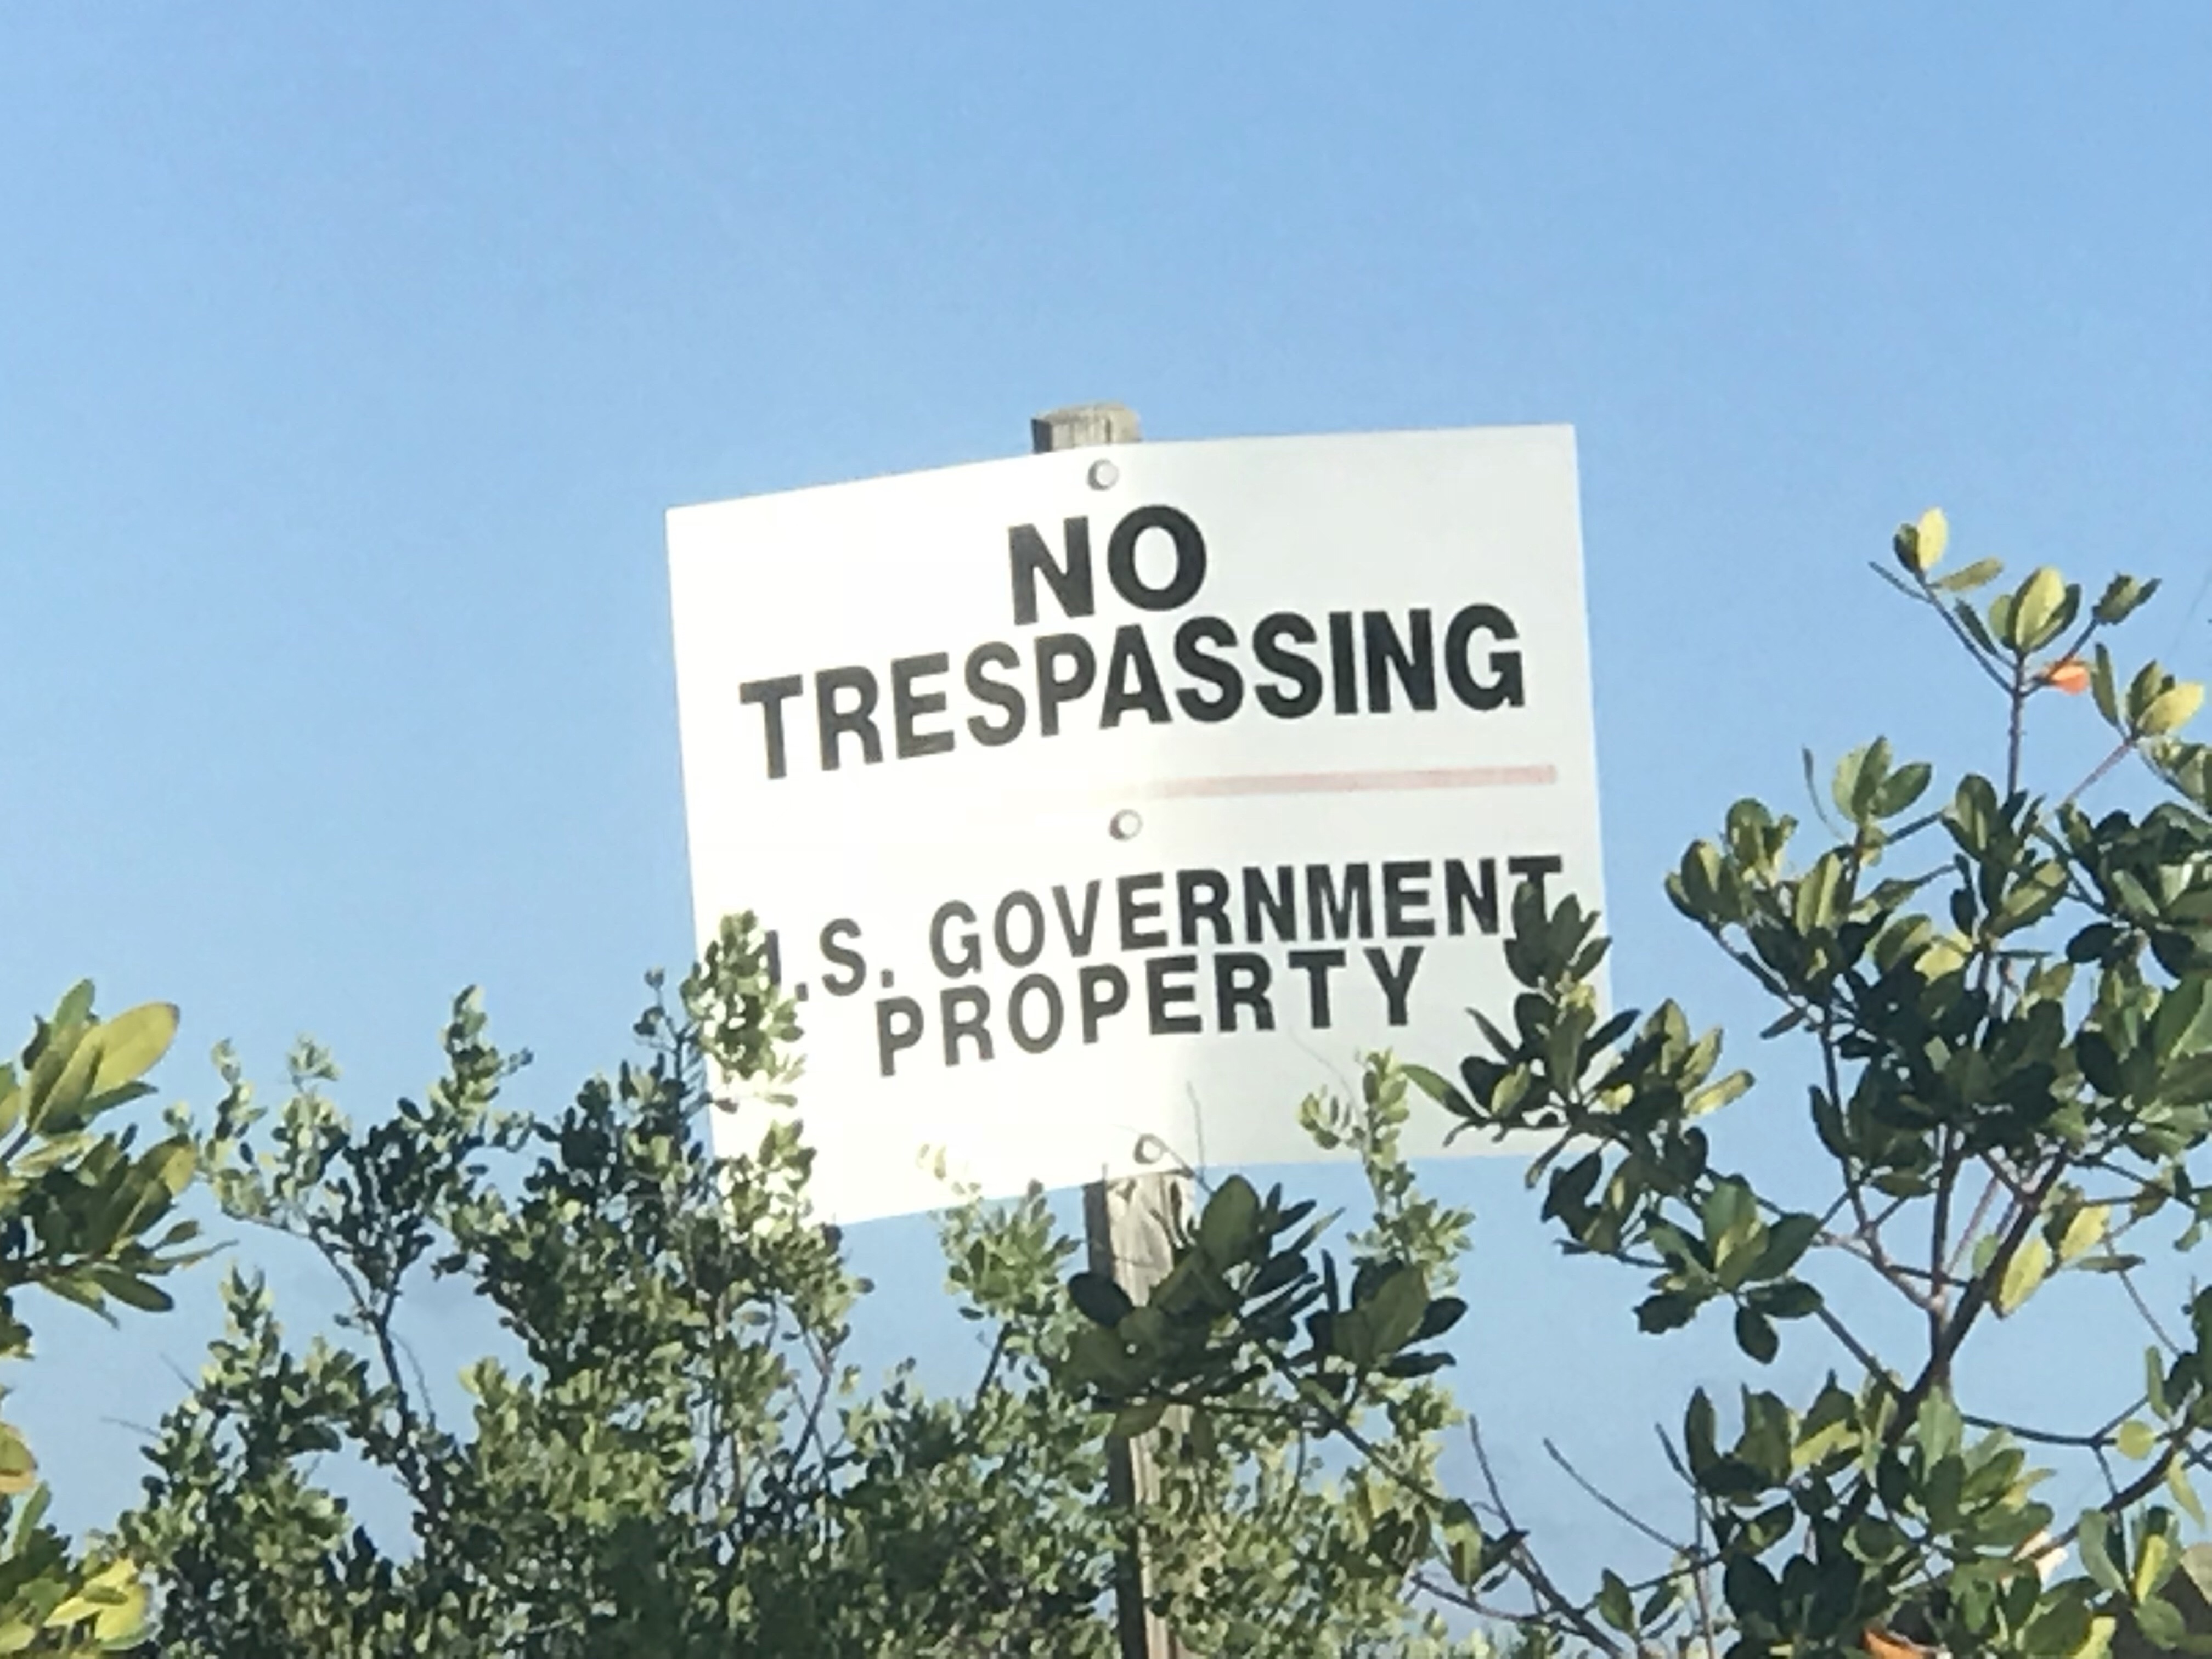 NO
TRESPASSING
U.S. GOVERNMENT
PROPERTY